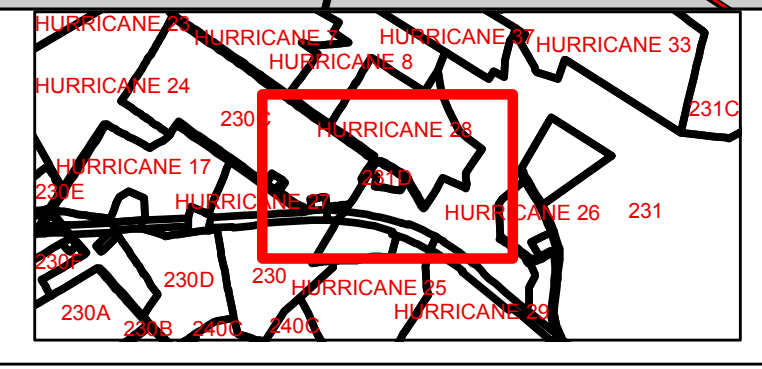 HURRICANE 23
HURRICANE 7
HURRICANE 37
HURRICANE 33
HURRICANE 8
HURRICANE 24
231C
230C
HURRICANE 28
HURRICANE 17
231D
230E
HURRICANE 27
HURRICANE 26
231
230F
230D
230
HURRICANE 25
230A
HURRICANE 29
230B
240C
240C